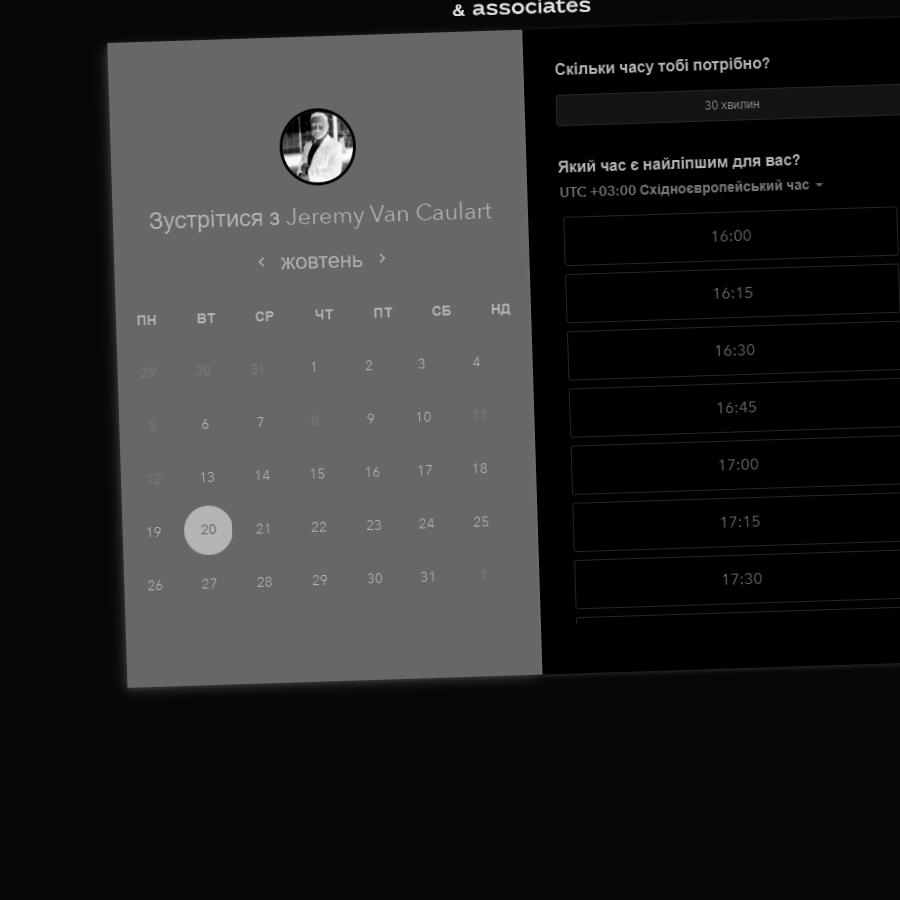 & associates
Зустрітися з Jeremy Van Caulart
жовтень
ПН ВТ СР ЧТ ПТ СБ НД
29 30 31 1 2 3 4
5 6 7 8 9 10 11
12 13 14 15 16 17 18
19 20 21 22 23 24 25
26 27 28 29 30 31 1
Скільки часу тобі потрібно?
30 хвилин
Який час є найліпшим для вас?
UTC +03:00 Східноєвропейський час
16:00
16:15
16:30
16:45
17:00
17:15
17:30